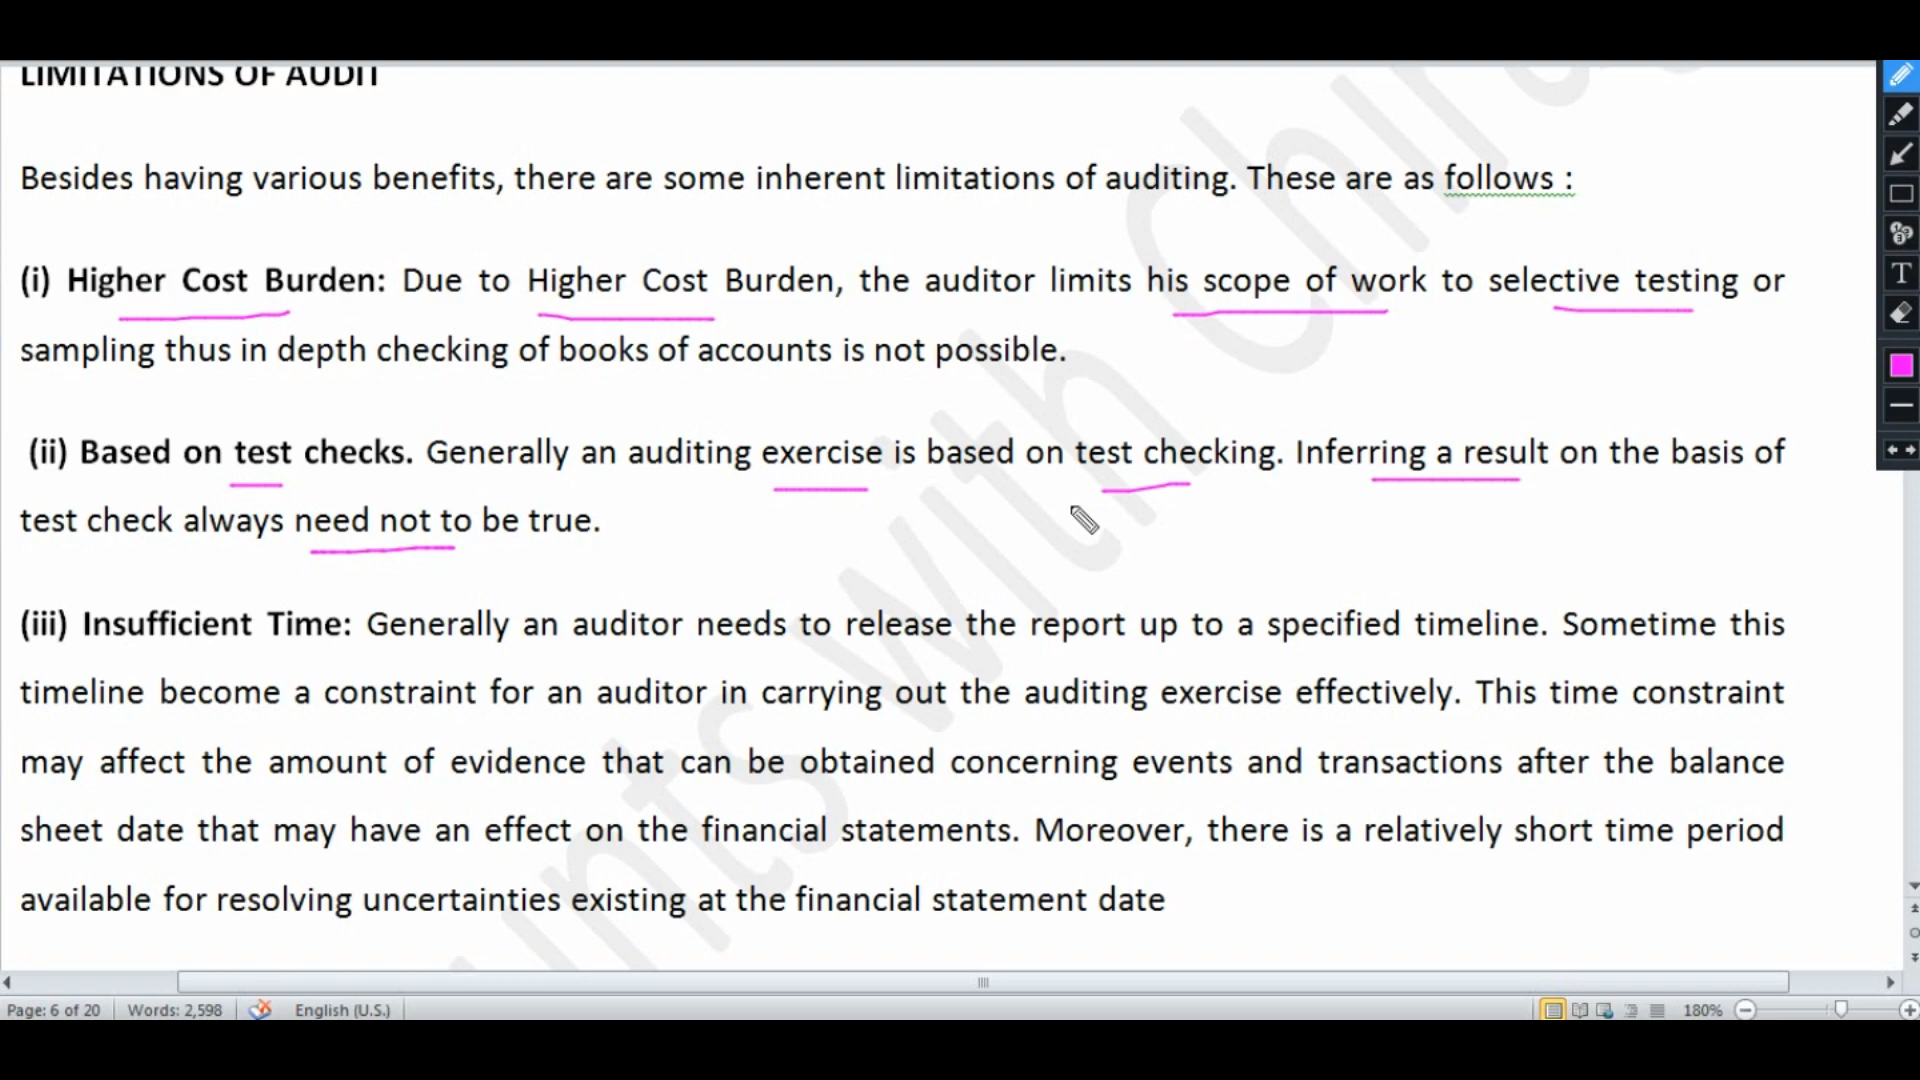 LIMITATIONS OF AUDIT
Besides having various benefits, there are some inherent limitations of auditing. These are as follows :
(i) Higher Cost Burden: Due to Higher Cost Burden, the auditor limits his scope of work to selective testing or
sampling thus in depth checking of books of accounts is not possible.
(ii) Based on test checks. Generally an auditing exercise is based on test checking. Inferring a result on the basis of
test check always need not to be true.
(iii) Insufficient Time: Generally an auditor needs to release the report up to a specified timeline. Sometime this
timeline become a constraint for an auditor in carrying out the auditing exercise effectively. This time constraint
may affect the amount of evidence that can be obtained concerning events and transactions after the balance
sheet date that may have an effect on the financial statements. Moreover, there is a relatively short time period
available for resolving uncertainties existing at the financial statement date
Page: 6 of 20 Words: 2,598 English (U.S.) 180%
T
with